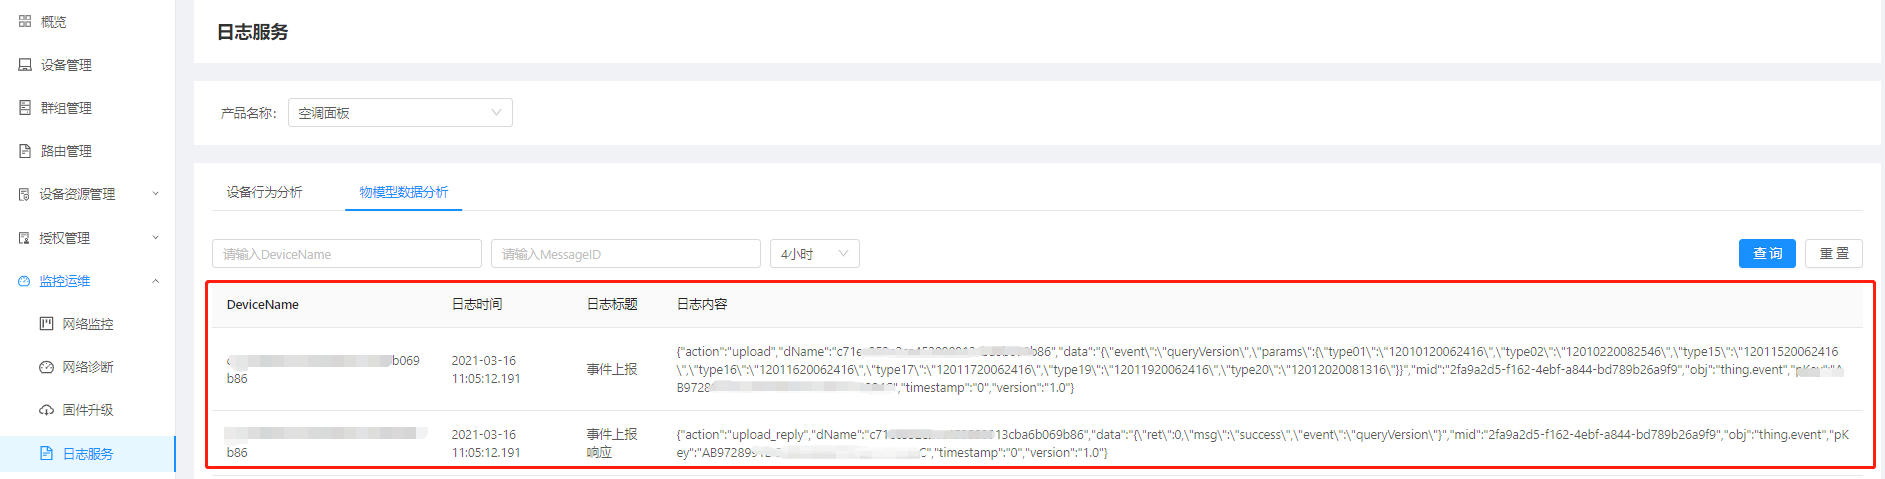 概览
设备管理
群组管理
路由管理
设备资源管理
授权管理
监控运维
网络监控
网络诊断
固件升级
日志服务
日志服务
产品名称: 空调面板
设备行为分析 物模型数据分析
请输入DeviceName 请输入MessageID 4小时 查询 重置
DeviceName 日志时间 日志标题 日志内容
b069
b86
2021-03-16
11:05:12.191
事件上报
{"action":"upload","dName":"c71e b86","data":"{\"event\":\"queryVersion\",\"params\":{\"type01\":\"12010120062416\",\"type02\":\"12010220082546\",\"type15\":\"12011520062416
\",\"type16\":\"12011620062416\",\"type17\":\"12011720062416\",\"type19\":\"12011920062416\",\"type20\":\"12012020081316\"}}","mid":"2fa9a2d5-f162-4ebf-a844-bd789b26a9f9","obj":"thing.event","pKey":"A
B9728 ","timestamp":"0","version":"1.0"}
b86
2021-03-16
11:05:12.191
事件上报
响应
{"action":"upload_reply","dName":"c71 13cba6b069b86","data":"{\"ret\":0,\"msg\":\"success\",\"event\":\"queryVersion\"}","mid":"2fa9a2d5-f162-4ebf-a844-bd789b26a9f9","obj":"thing.event","pK
ey":"AB972899 C","timestamp":"0","version":"1.0"}